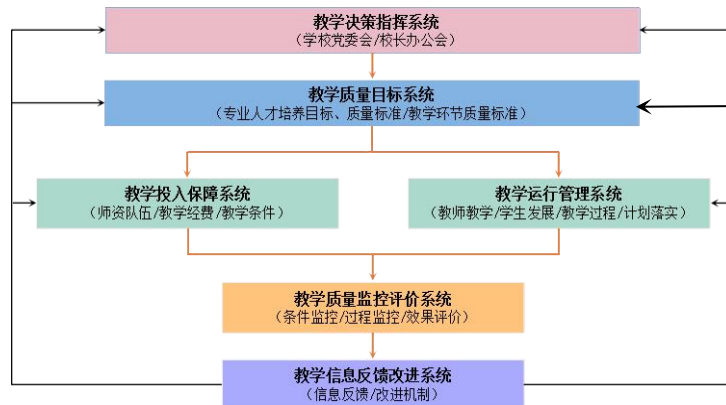 教学决策指挥系统
（学校党委会/校长办公会）
教学质量目标系统
（专业人才培养目标、质量标准/教学环节质量标准）
教学投入保障系统
（师资队伍/教学经费/教学条件）
教学运行管理系统
（教师教学/学生发展/教学过程/计划落实）
教学质量监控评价系统
（条件监控/过程监控/效果评价）
教学信息反馈改进系统
（信息反馈/改进机制）